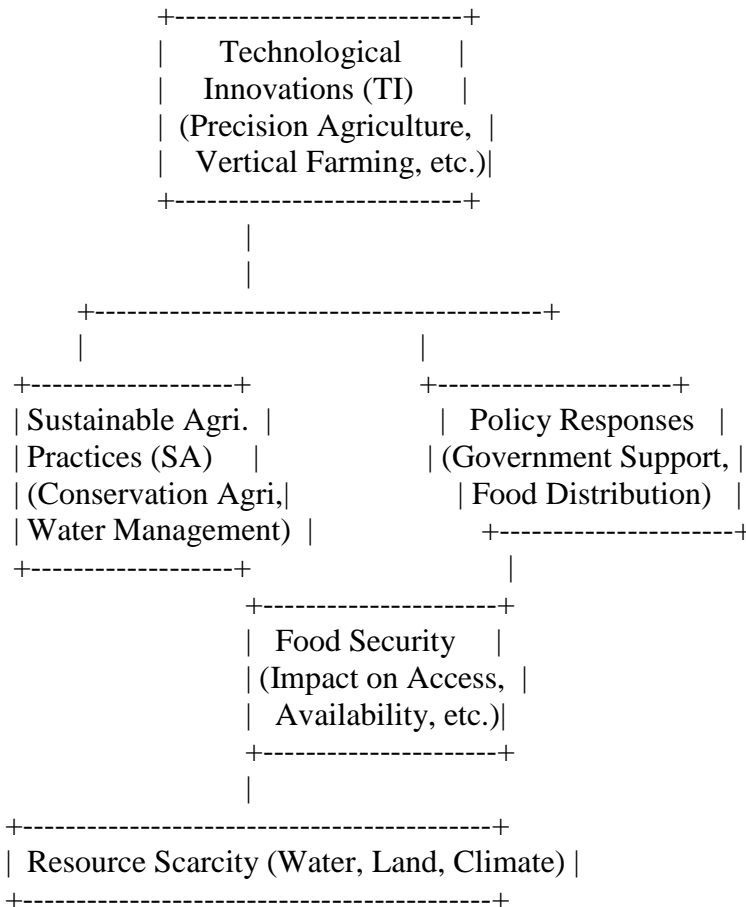 Technological
Innovations (TI)
(Precision Agriculture,
Vertical Farming, etc.)
Sustainable Agri.
Practices (SA)
(Conservation Agri,
Water Management)
Policy Responses
(Government Support,
Food Distribution)
Food Security
(Impact on Access,
Availability, etc.)
Resource Scarcity (Water, Land, Climate)